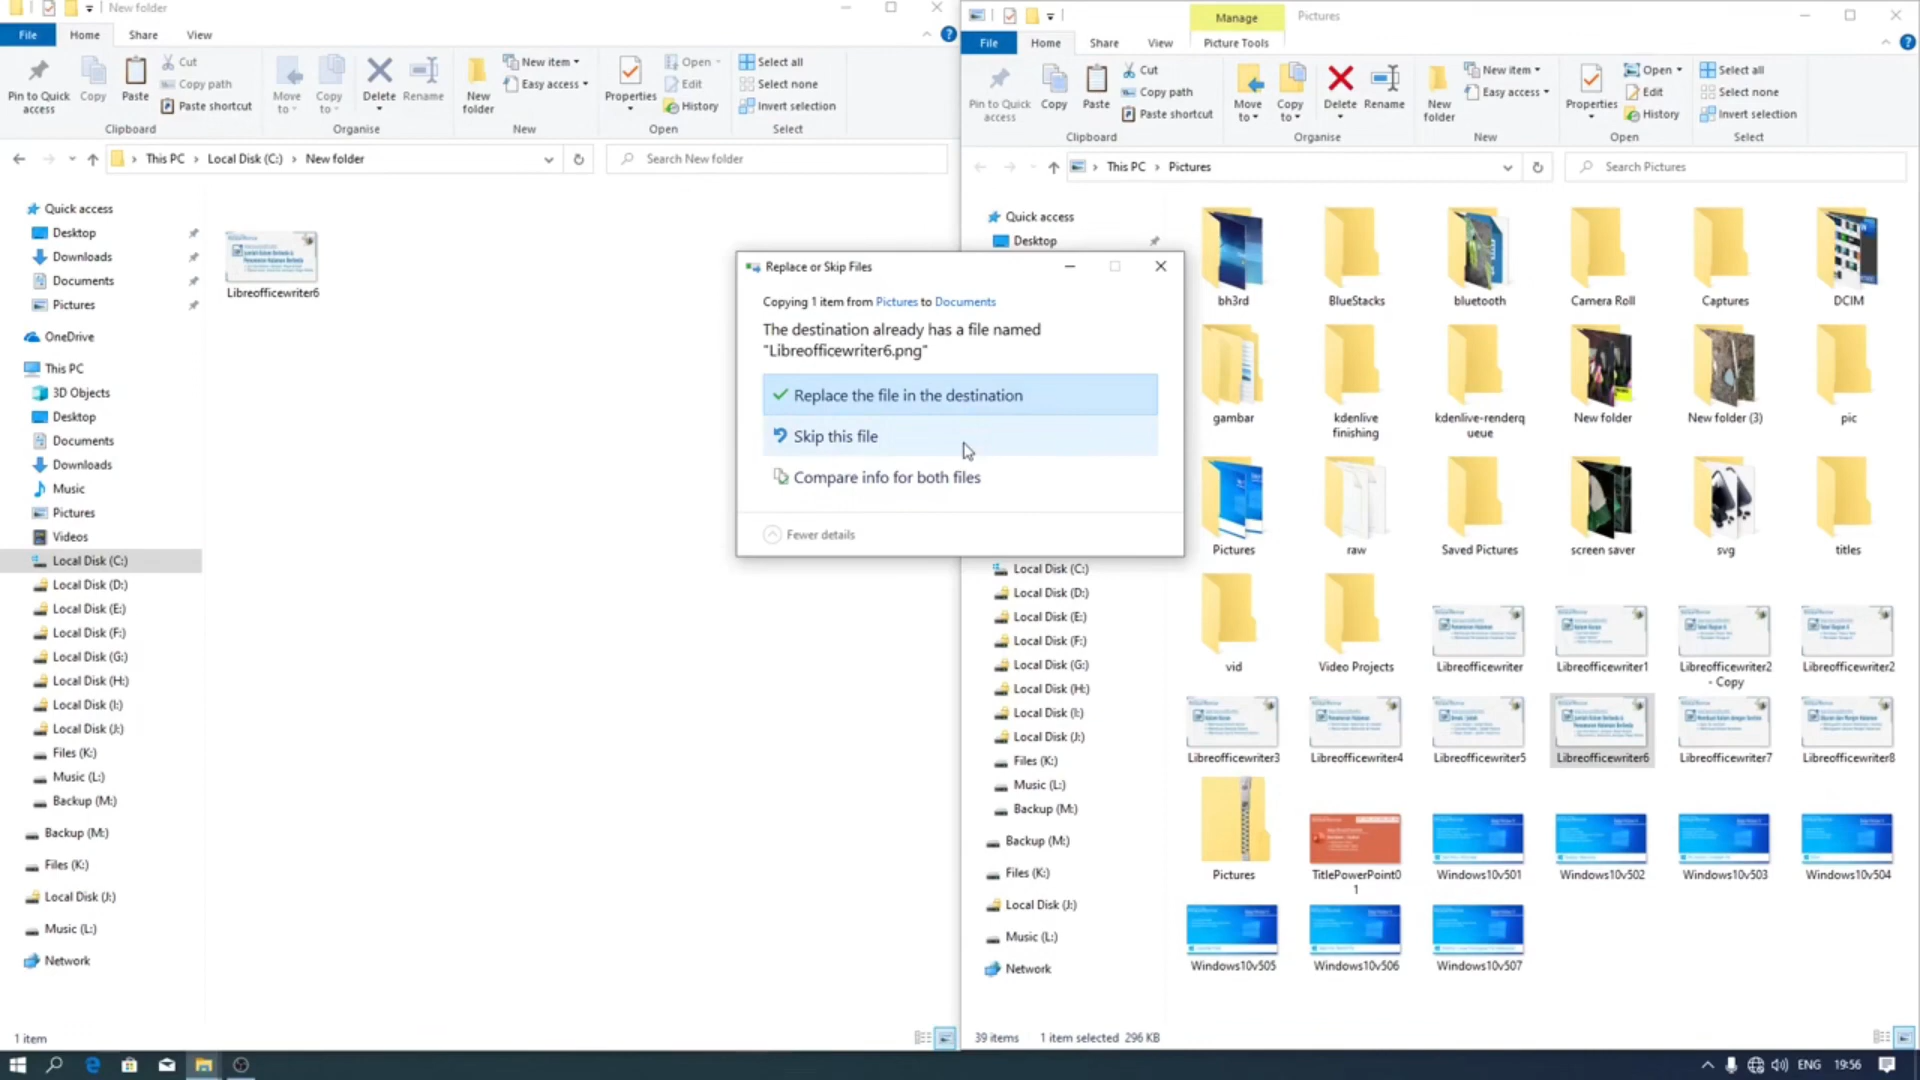 New folder
File
Home
Share
View
Pin to Quick access
Copy
Paste
Cut
Copy path
Paste shortcut
Clipboard
Move to
Copy to
Delete
Rename
Organise
New folder
New item
Easy access
New
Properties
Open
Edit
History
Open
Select all
Select none
Invert selection
Select
This PC
Local Disk (C:)
New folder
Search New folder
Quick access
Desktop
Downloads
Documents
Pictures
OneDrive
This PC
3D Objects
Desktop
Documents
Downloads
Music
Pictures
Videos
Local Disk (C:)
Local Disk (D:)
Local Disk (E:)
Local Disk (F:)
Local Disk (G:)
Local Disk (H:)
Local Disk (I:)
Local Disk (J:)
Files (K:)
Music (L:)
Backup (M:)
Backup (M:)
Files (K:)
Local Disk (J:)
Music (L:)
Network
Libreofficewriter6
1 item
Replace or Skip Files
Copying 1 item from Pictures to Documents
The destination already has a file named
"Libreofficewriter6.png"
Replace the file in the destination
Skip this file
Compare info for both files
Fewer details
Manage
Pictures
File
Home
Share
View
Picture Tools
Pin to Quick access
Copy
Paste
Cut
Copy path
Paste shortcut
Clipboard
Move to
Copy to
Delete
Rename
Organise
New folder
New item
Easy access
New
Properties
Open
Edit
History
Open
Select all
Select none
Invert selection
Select
This PC
Pictures
Search Pictures
Quick access
Desktop
Local Disk (C:)
Local Disk (D:)
Local Disk (E:)
Local Disk (F:)
Local Disk (G:)
Local Disk (H:)
Local Disk (I:)
Local Disk (J:)
Files (K:)
Music (L:)
Backup (M:)
Backup (M:)
Files (K:)
Local Disk (J:)
Music (L:)
Network
bh3rd
BlueStacks
bluetooth
Camera Roll
Captures
DCIM
gambar
kdenlive finishing
kdenlive-renderqueue
New folder
New folder (3)
pic
Pictures
raw
Saved Pictures
screen saver
svg
titles
vid
Video Projects
Libreofficewriter
Libreofficewriter1
Libreofficewriter2 - Copy
Libreofficewriter2
Libreofficewriter3
Libreofficewriter4
Libreofficewriter5
Libreofficewriter6
Libreofficewriter7
Libreofficewriter8
Pictures
TitlePowerPoint01
Windows10v501
Windows10v502
Windows10v503
Windows10v504
Windows10v505
Windows10v506
Windows10v507
39 items
1 item selected 296 KB
ENG
19:56